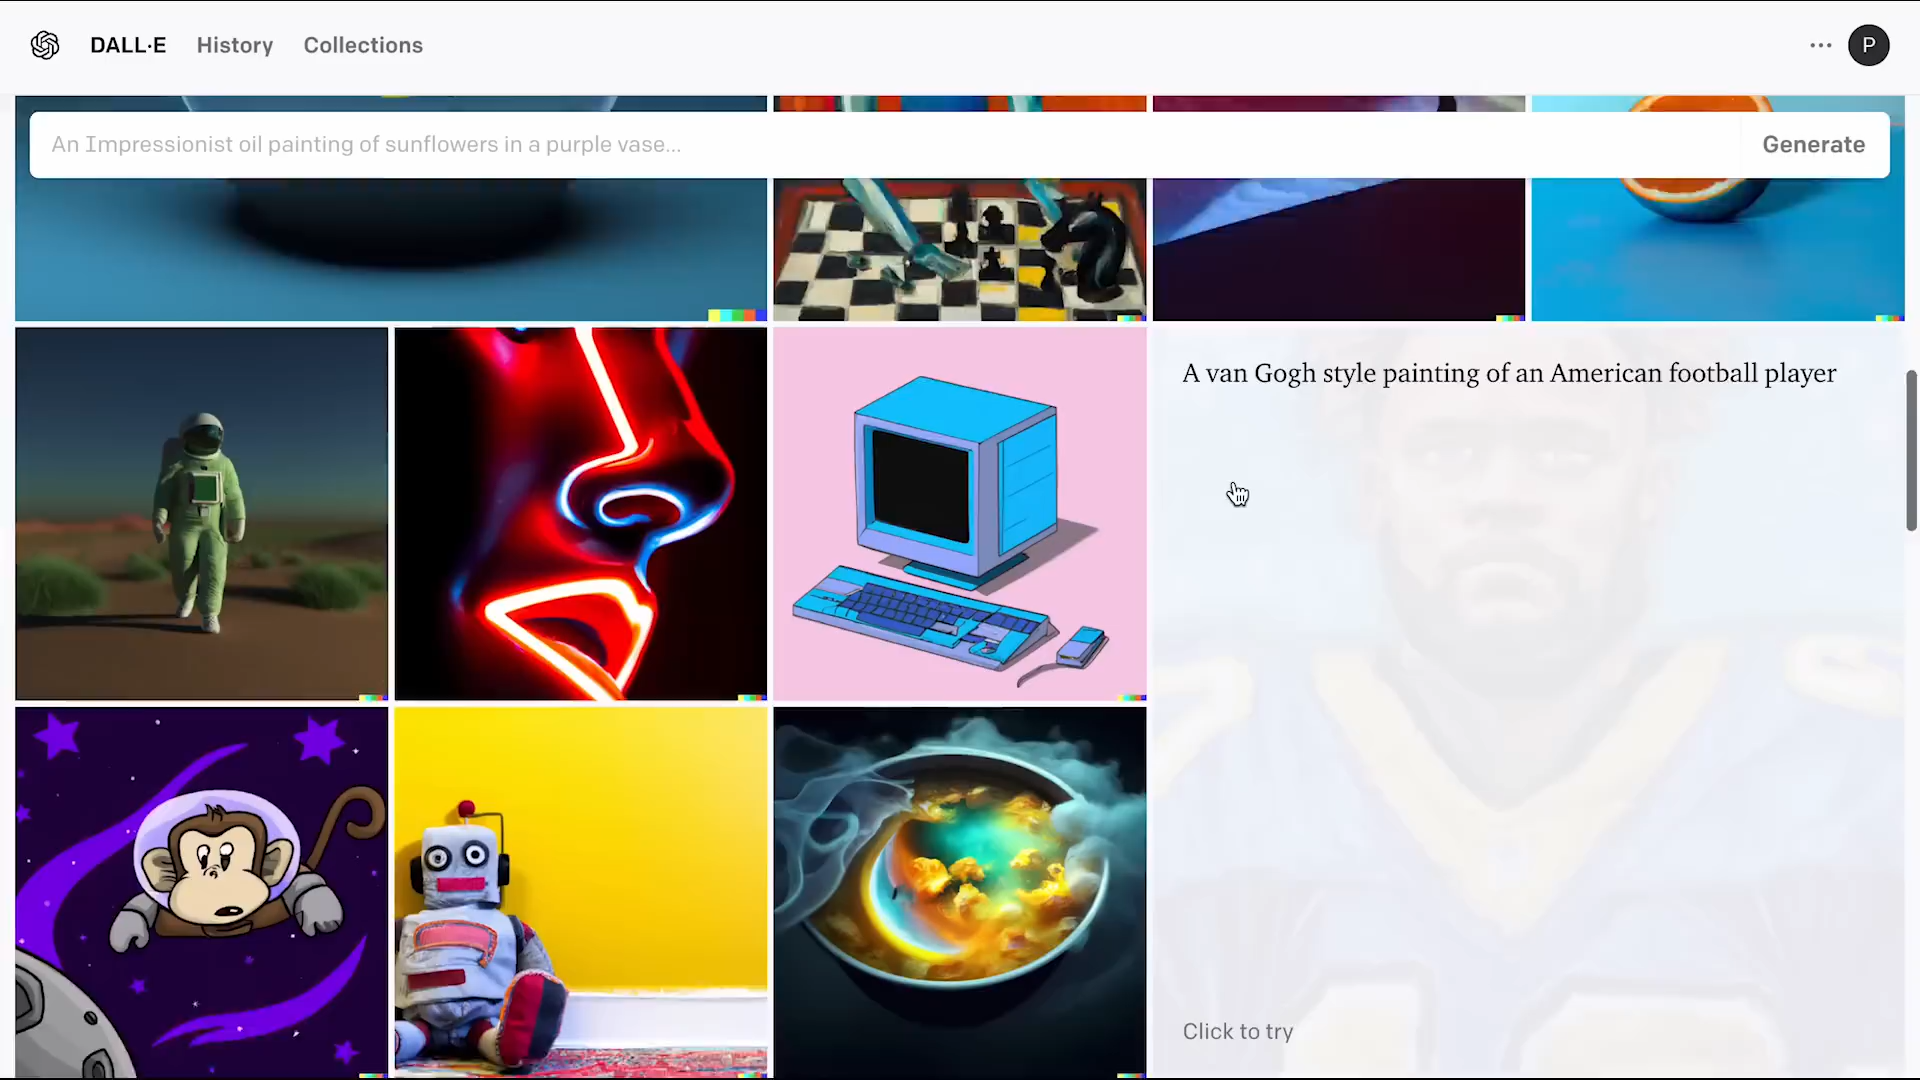 DALL·E
History
Collections
P
An Impressionist oil painting of sunflowers in a purple vase...
Generate
A van Gogh style painting of an American football player
Click to try